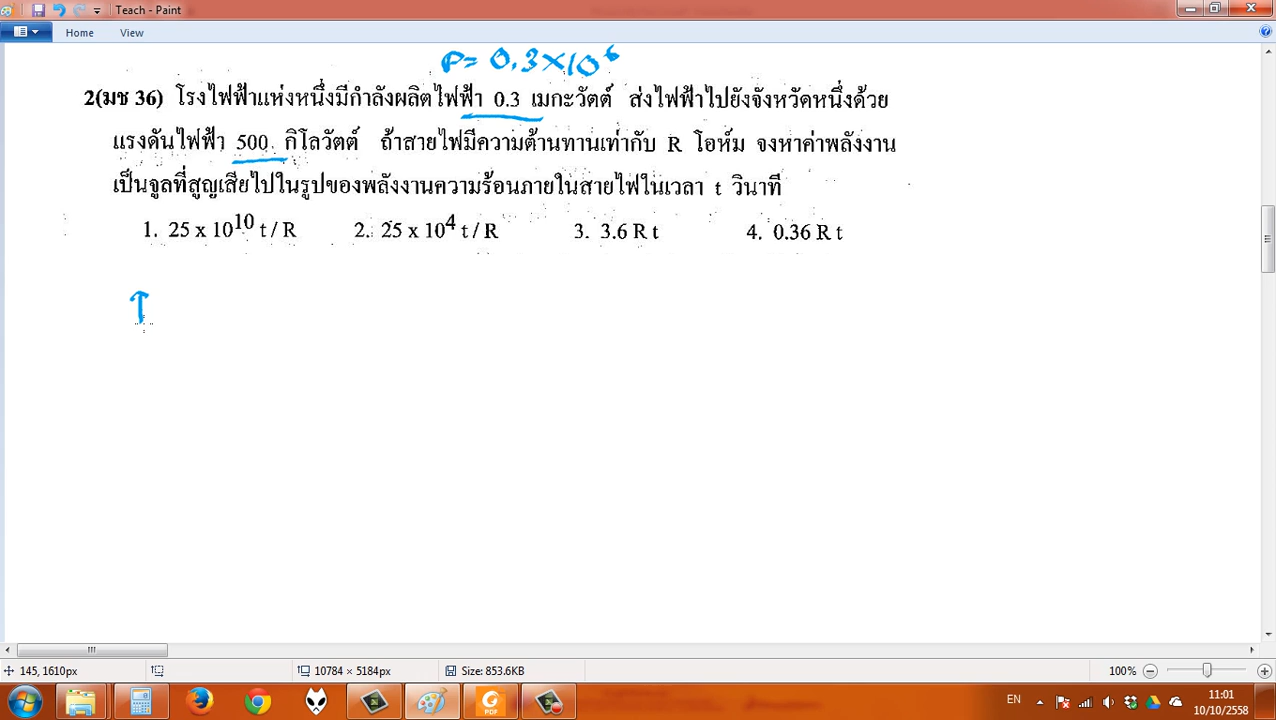 Teach - Paint
Home View
P= 0.3×10⁶
2(มช 36) โรงไฟฟ้าแห่งหนึ่งมีกำลังผลิตไฟฟ้า 0.3 เมกะวัตต์ ส่งไฟฟ้าไปยังจังหวัดหนึ่งด้วย
แรงดันไฟฟ้า 500 กิโลวัตต์ ถ้าสายไฟมีความต้านทานเท่ากับ R โอห์ม จงหาค่าพลังงาน
เป็นจูลที่สูญเสียไปในรูปของพลังงานความร้อนภายในสายไฟในเวลา t วินาที
1. 25 x 10¹⁰ t / R 2. 25 x 10⁴ t / R 3. 3.6 R t 4. 0.36 R t
145, 1610px 10784 × 5184px Size: 853.6KB 100%
PDF EN 11:01
10/10/2558